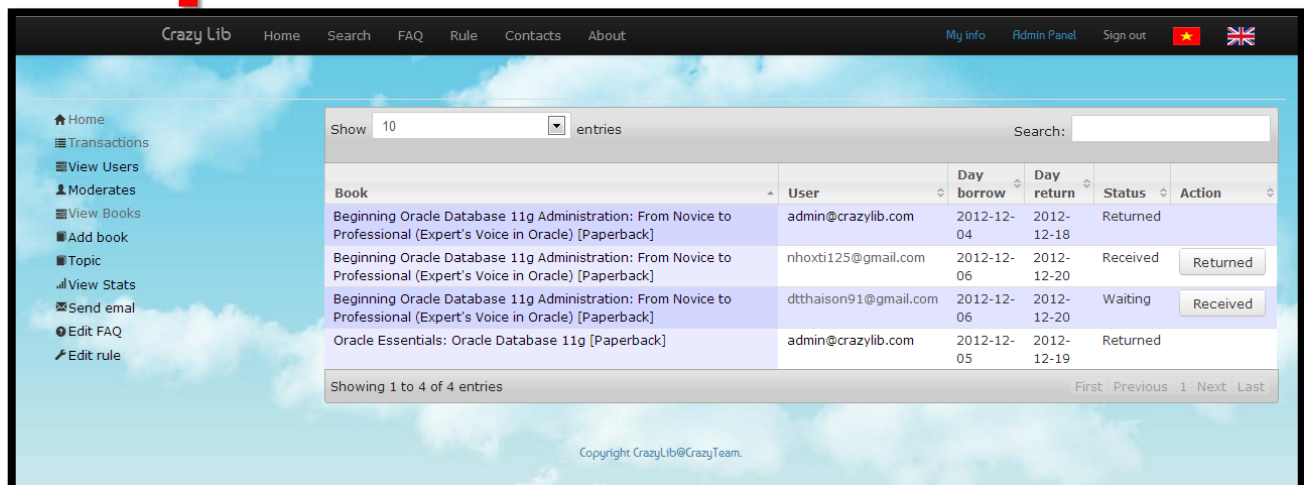 Crazy Lib Home Search FAQ Rule Contacts About My info Admin Panel Sign out
Home
Transactions
View Users
Moderates
View Books
Add book
Topic
View Stats
Send emal
Edit FAQ
Edit rule
Show 10 entries
Search:
Book User Day borrow Day return Status Action
Beginning Oracle Database 11g Administration: From Novice to admin@crazylib.com 2012-12- 2012- Returned
Professional (Expert's Voice in Oracle) [Paperback] 04 12-18
Beginning Oracle Database 11g Administration: From Novice to nhoxti125@gmail.com 2012-12- 2012- Received Returned
Professional (Expert's Voice in Oracle) [Paperback] 06 12-20
Beginning Oracle Database 11g Administration: From Novice to dtthaison91@gmail.com 2012-12- 2012- Waiting Received
Professional (Expert's Voice in Oracle) [Paperback] 06 12-20
Oracle Essentials: Oracle Database 11g [Paperback] admin@crazylib.com 2012-12- 2012- Returned
05 12-19
Showing 1 to 4 of 4 entries First Previous 1 Next Last
Copyright CrazyLib@CrazyTeam.